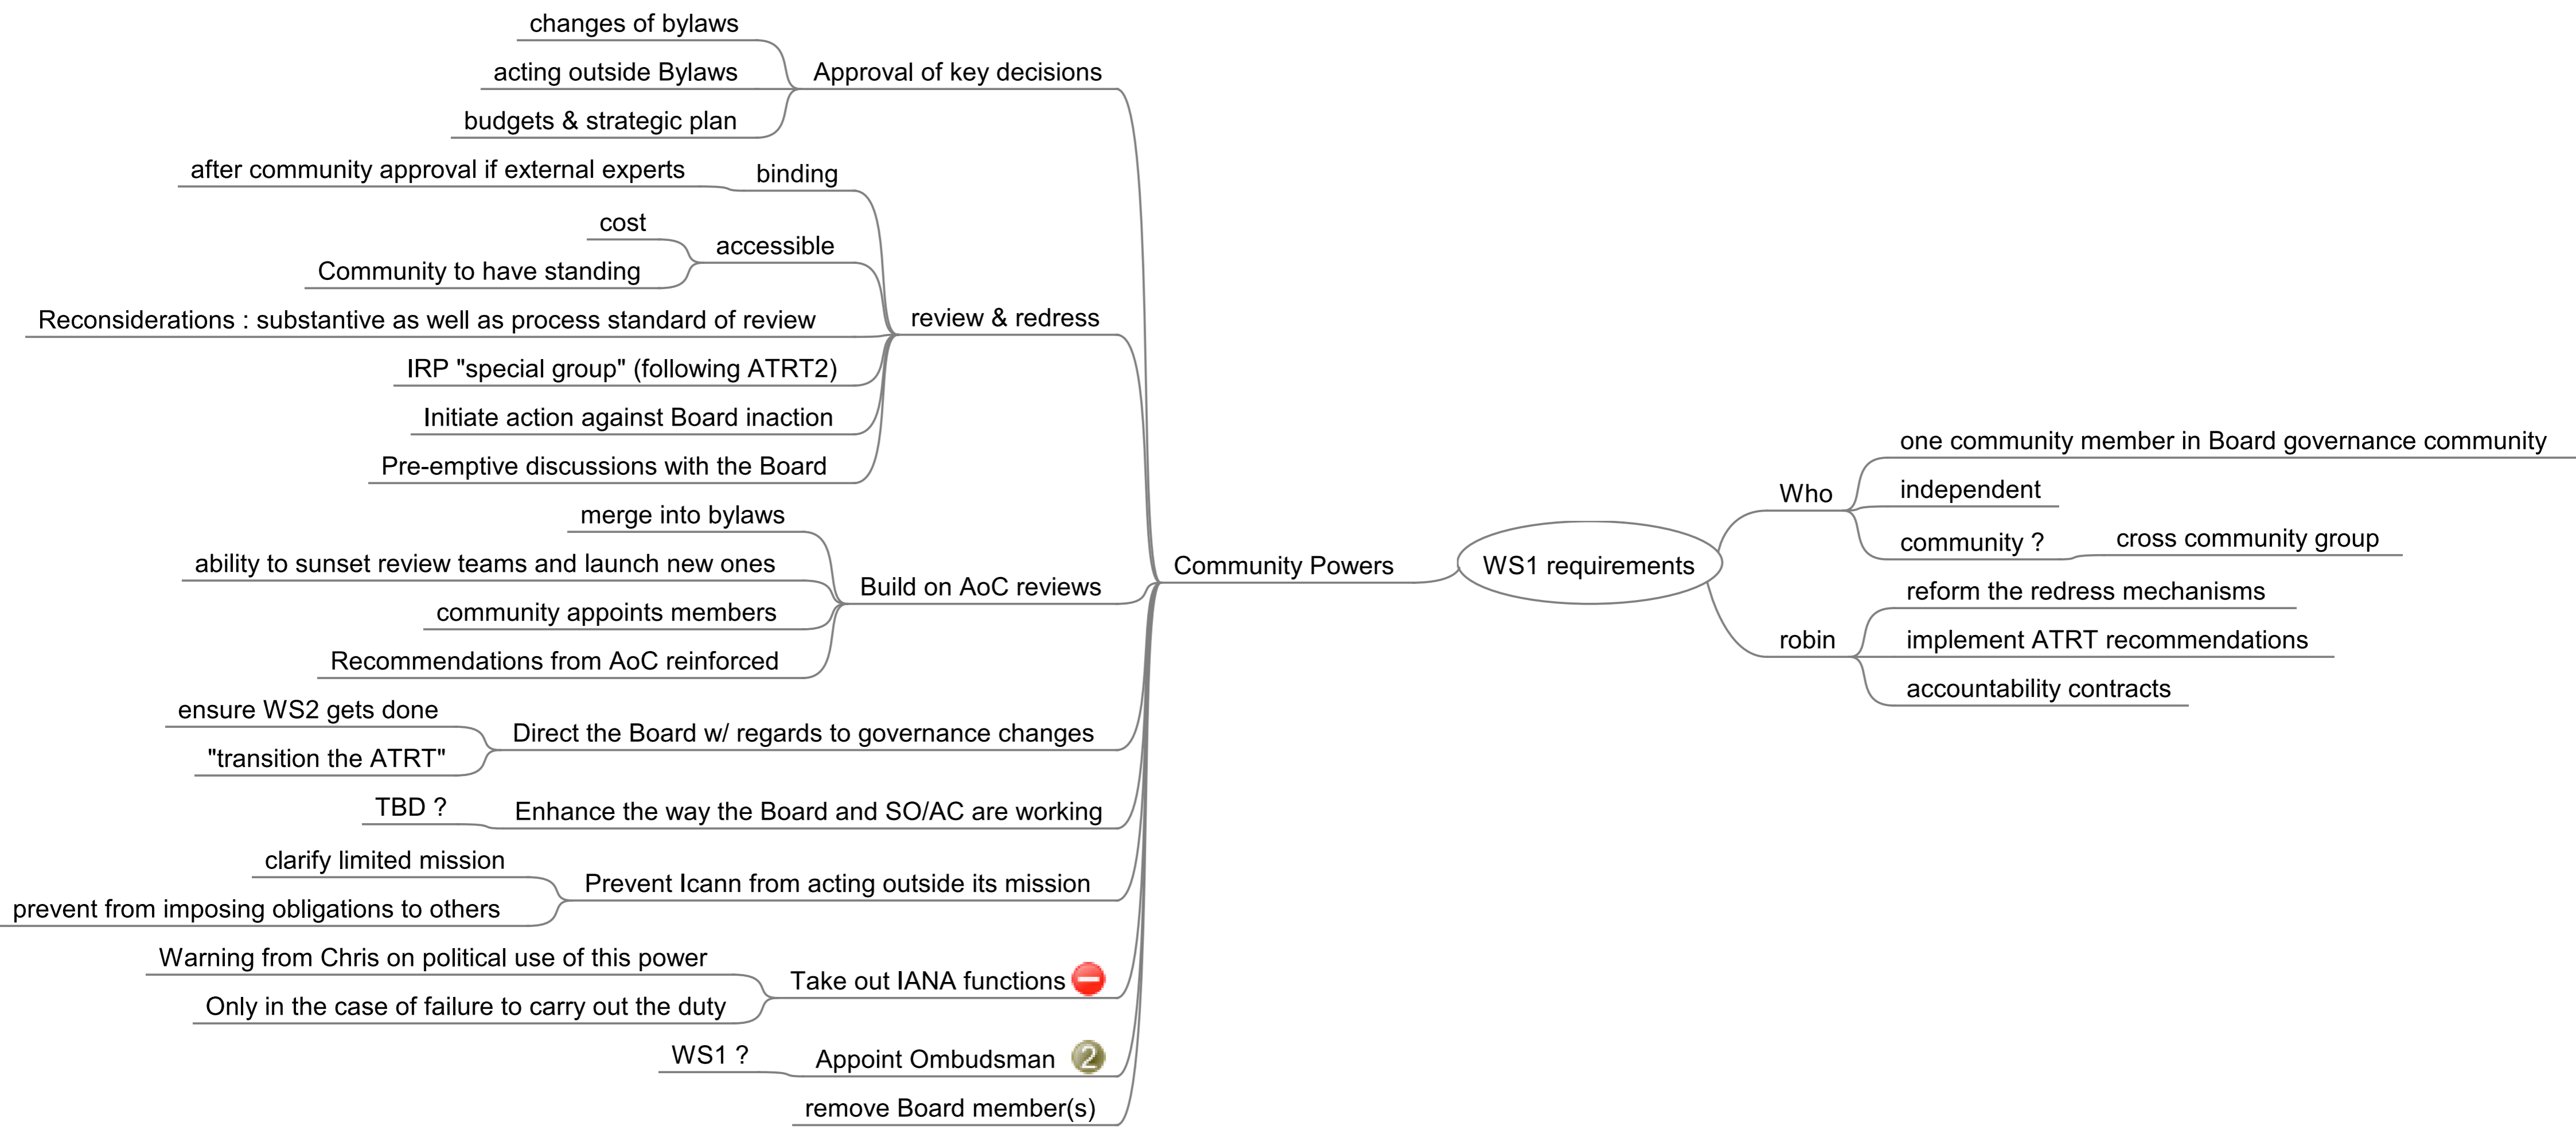 changes of bylaws
acting outside Bylaws
budgets & strategic plan
Approval of key decisions
after community approval if external experts
binding
cost
Community to have standing
accessible
Reconsiderations : substantive as well as process standard of review
IRP "special group" (following ATRT2)
Initiate action against Board inaction
Pre-emptive discussions with the Board
review & redress
merge into bylaws
ability to sunset review teams and launch new ones
community appoints members
Recommendations from AoC reinforced
Build on AoC reviews
ensure WS2 gets done
"transition the ATRT"
Direct the Board w/ regards to governance changes
TBD ?
Enhance the way the Board and SO/AC are working
clarify limited mission
prevent from imposing obligations to others
Prevent Icann from acting outside its mission
Warning from Chris on political use of this power
Only in the case of failure to carry out the duty
Take out IANA functions
WS1 ?
Appoint Ombudsman 2
remove Board member(s)
Community Powers
WS1 requirements
Who
one community member in Board governance community
independent
community ?
cross community group
robin
reform the redress mechanisms
implement ATRT recommendations
accountability contracts